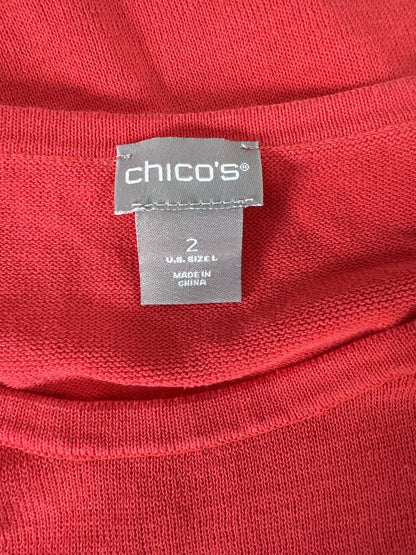 chico's®
2
U.S. SIZE L
MADE IN
CHINA